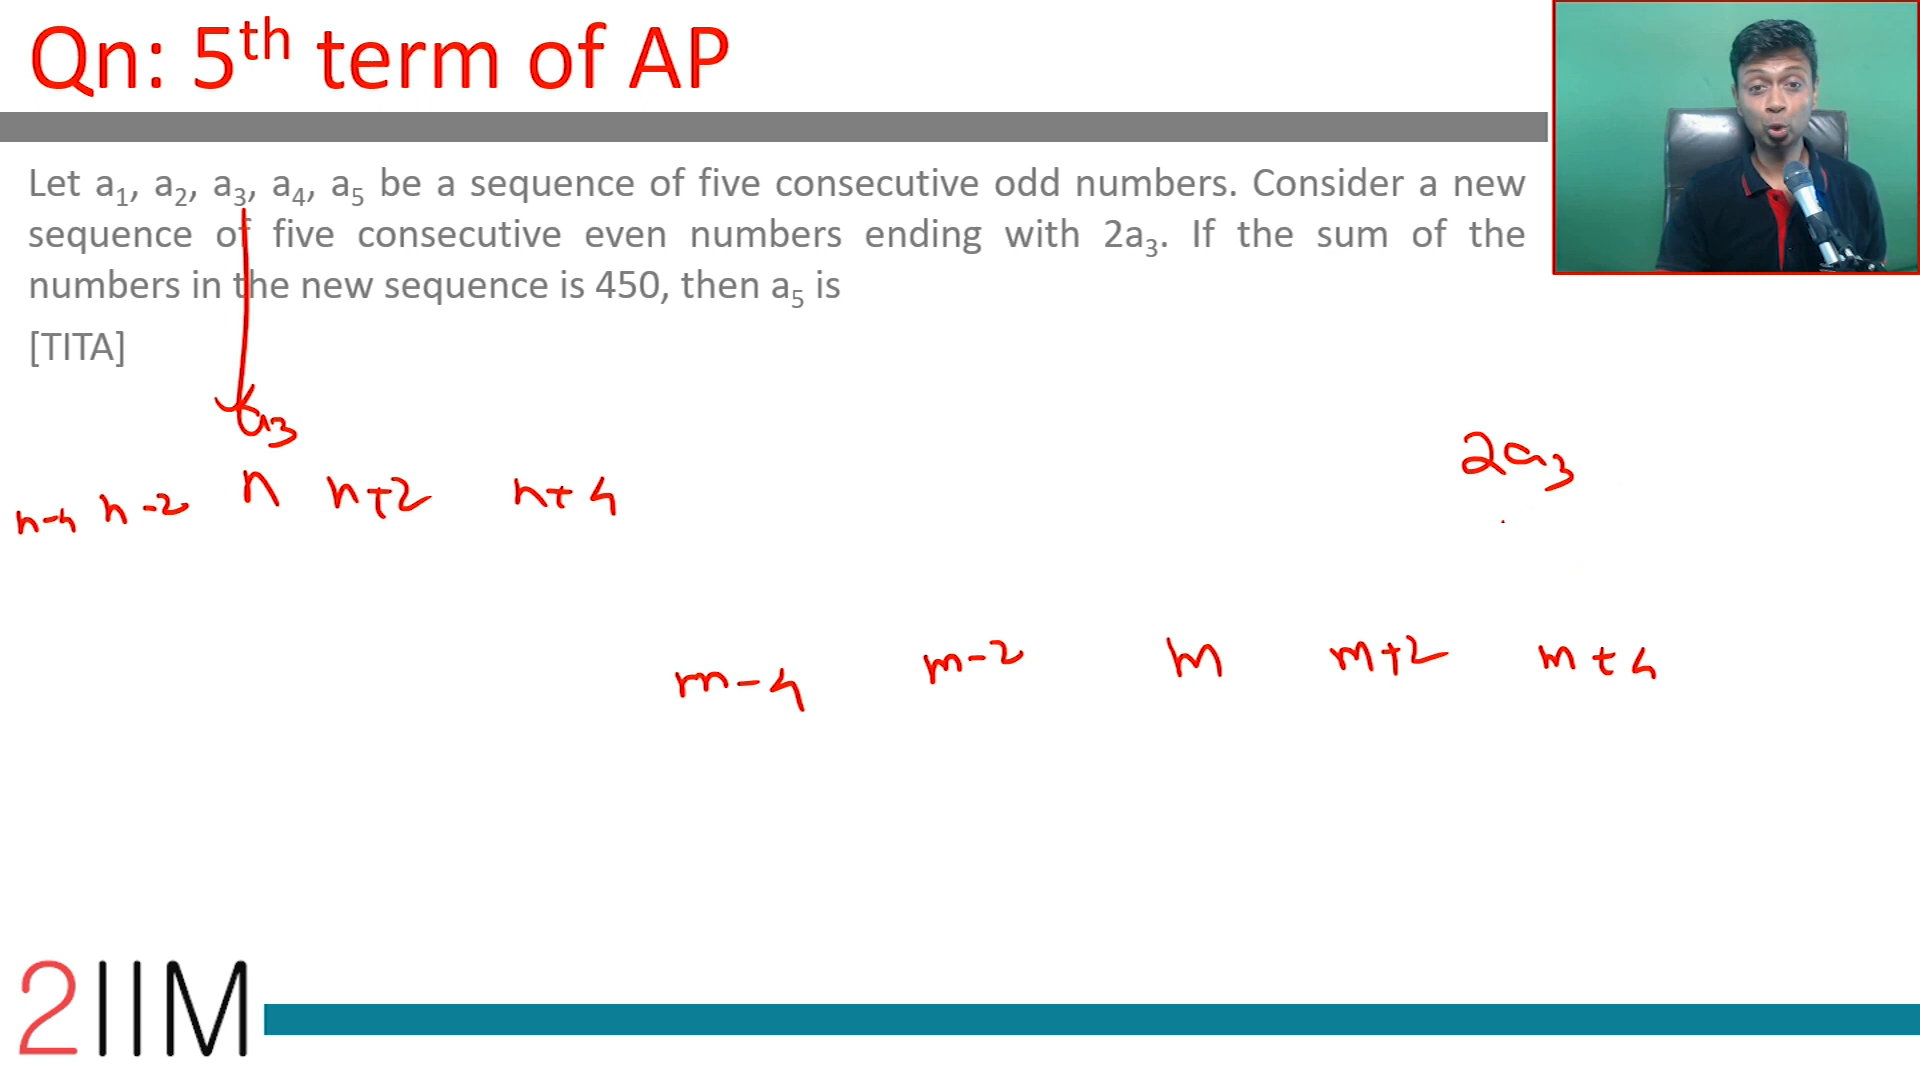 Qn: 5th term of AP
Let a1, a2, a3, a4, a5 be a sequence of five consecutive odd numbers. Consider a new
sequence of five consecutive even numbers ending with 2a3. If the sum of the
numbers in the new sequence is 450, then a5 is
[TITA]
a3
2a3
n-4 n-2 n n+2 n+4
m-4 m-2 m m+2 m+4
2IIM